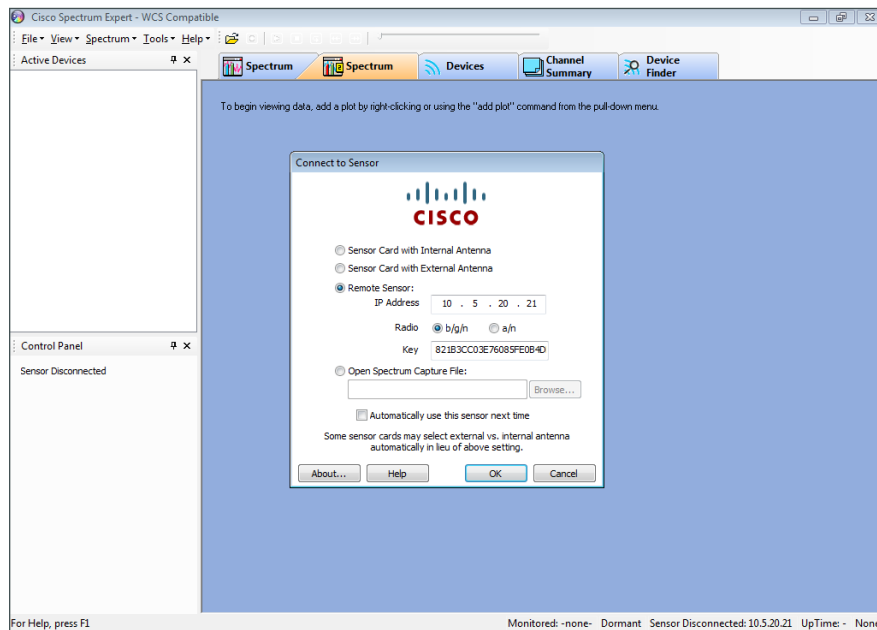 Cisco Spectrum Expert - WCS Compatible
File View Spectrum Tools Help
Active Devices
Spectrum
Spectrum
Devices
Channel Summary
Device Finder
To begin viewing data, add a plot by right-clicking or using the "add plot" command from the pull-down menu.
Connect to Sensor
CISCO
Sensor Card with Internal Antenna
Sensor Card with External Antenna
Remote Sensor:
IP Address 10 . 5 . 20 . 21
Radio b/g/n a/n
Key 821B3CC03E76085FE0B4D
Open Spectrum Capture File:
Browse...
Automatically use this sensor next time
Some sensor cards may select external vs. internal antenna
automatically in lieu of above setting.
About... Help OK Cancel
Control Panel
Sensor Disconnected
For Help, press F1
Monitored: -none- Dormant Sensor Disconnected: 10.5.20.21 UpTime: - None